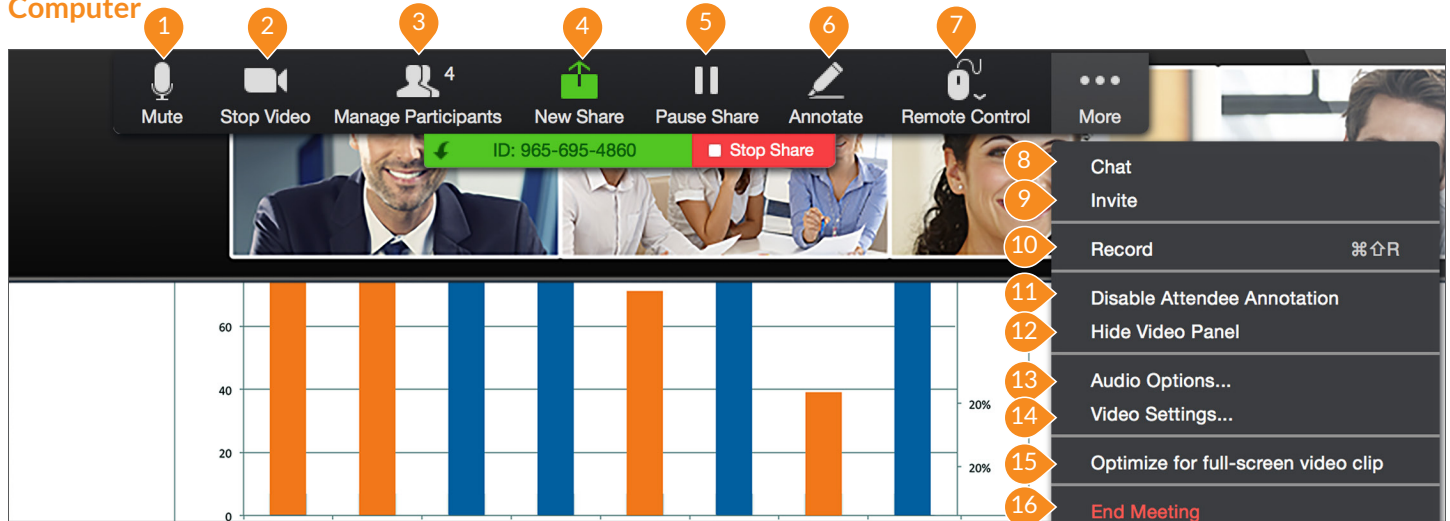 Computer
1 2 3 4 5 6 7
4
Mute Stop Video Manage Participants New Share Pause Share Annotate Remote Control More
ID: 965-695-4860 Stop Share
8 Chat
9 Invite
10 Record ⌘⇧R
11 Disable Attendee Annotation
12 Hide Video Panel
13 Audio Options...
14 Video Settings...
15 Optimize for full-screen video clip
16 End Meeting
60
40 20%
20 20%
0